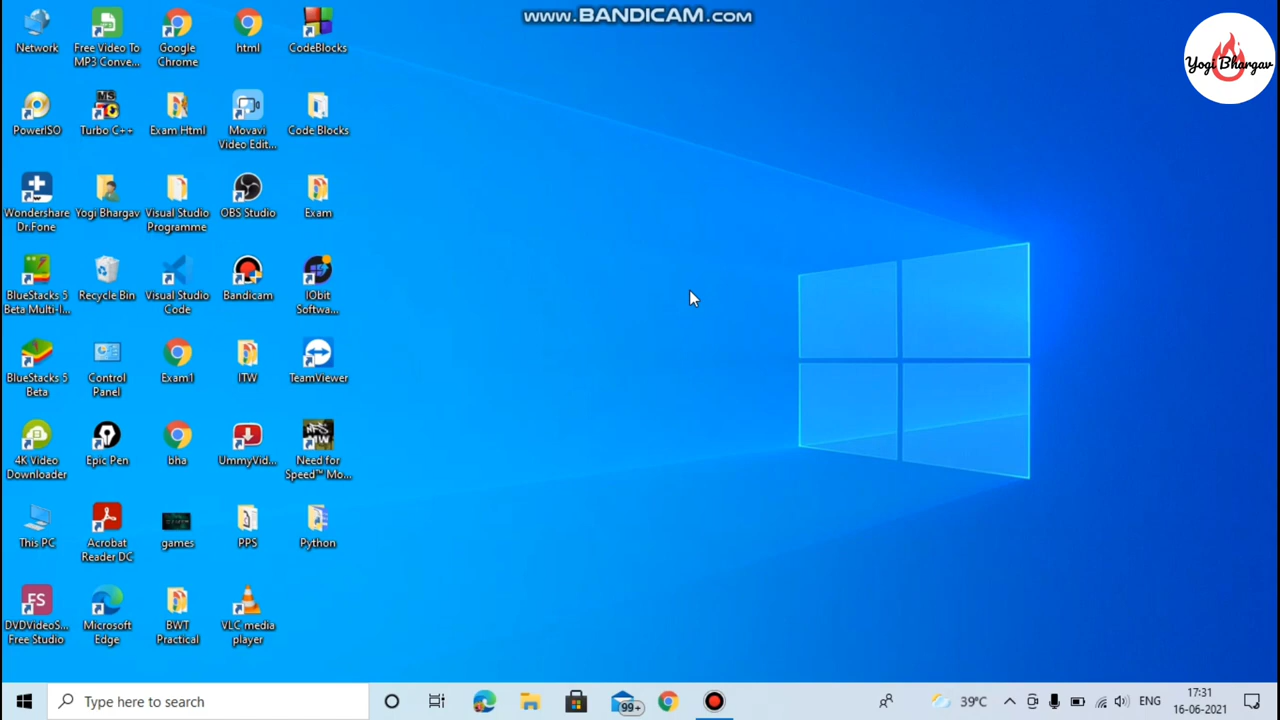 WWW.BANDICAM.COM
Yogi Bhargav
Network
Free Video To
MP3 Conve...
Google
Chrome
html
CodeBlocks
PowerISO
MS
Turbo C++
Exam Html
Movavi
Video Edit...
Code Blocks
Wondershare
Dr.Fone
Yogi Bhargav
Visual Studio
Programme
OBS Studio
Exam
BlueStacks 5
Beta Multi-I...
Recycle Bin
Visual Studio
Code
Bandicam
IObit
Softwa...
BlueStacks 5
Beta
Control
Panel
Exam1
ITW
TeamViewer
4K Video
Downloader
Epic Pen
bha
UmmyVid...
NFS
MW
Need for
Speed™ Mo...
This PC
Acrobat
Reader DC
games
PPS
Python
FS
DVDVideoS...
Free Studio
Microsoft
Edge
BWT
Practical
VLC media
player
Type here to search
99+
39°C
ENG
17:31
16-06-2021